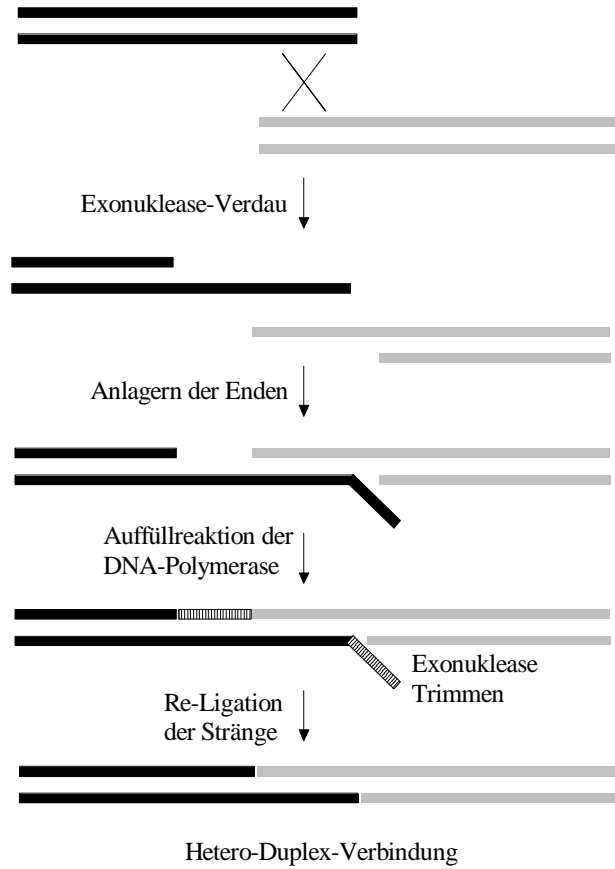 Exonuklease-Verdau
Anlagern der Enden
Auffüllreaktion der
DNA-Polymerase
Exonuklease
Trimmen
Re-Ligation
der Stränge
Hetero-Duplex-Verbindung